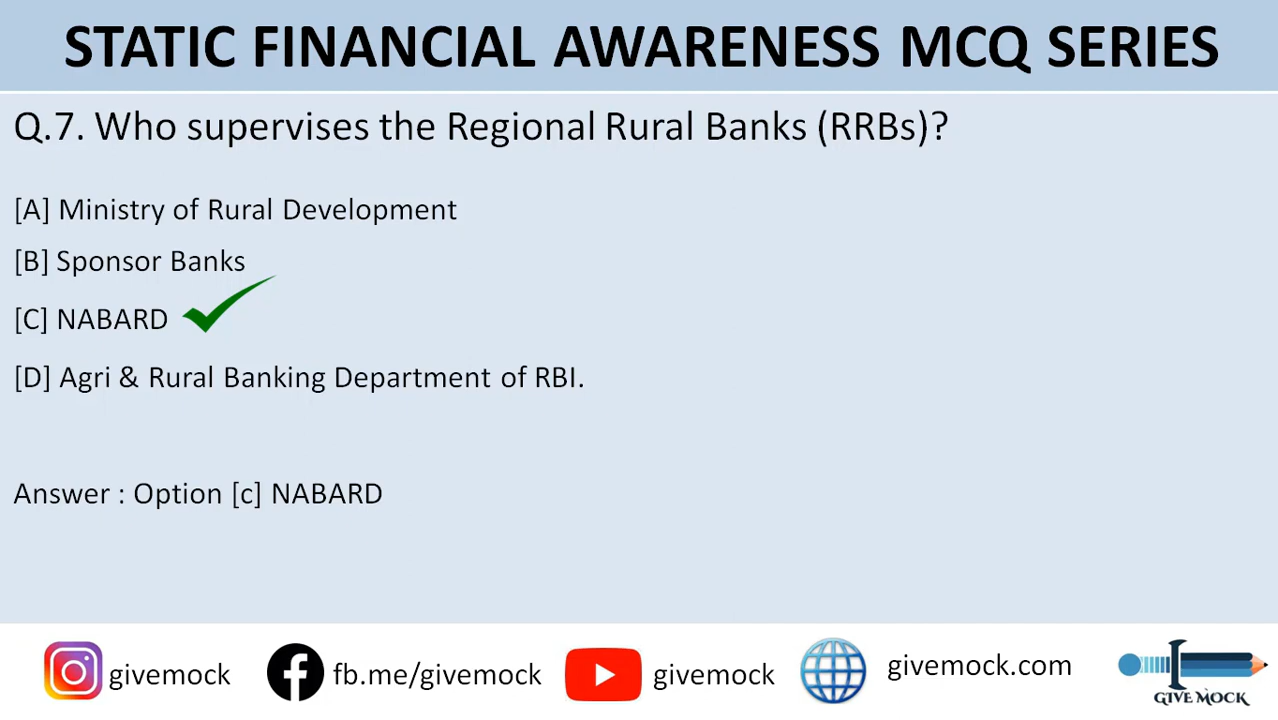 STATIC FINANCIAL AWARENESS MCQ SERIES
Q.7. Who supervises the Regional Rural Banks (RRBs)?
[A] Ministry of Rural Development
[B] Sponsor Banks
[C] NABARD
[D] Agri & Rural Banking Department of RBI.
Answer : Option [c] NABARD
givemock
fb.me/givemock
givemock
givemock.com
GIVE MOCK